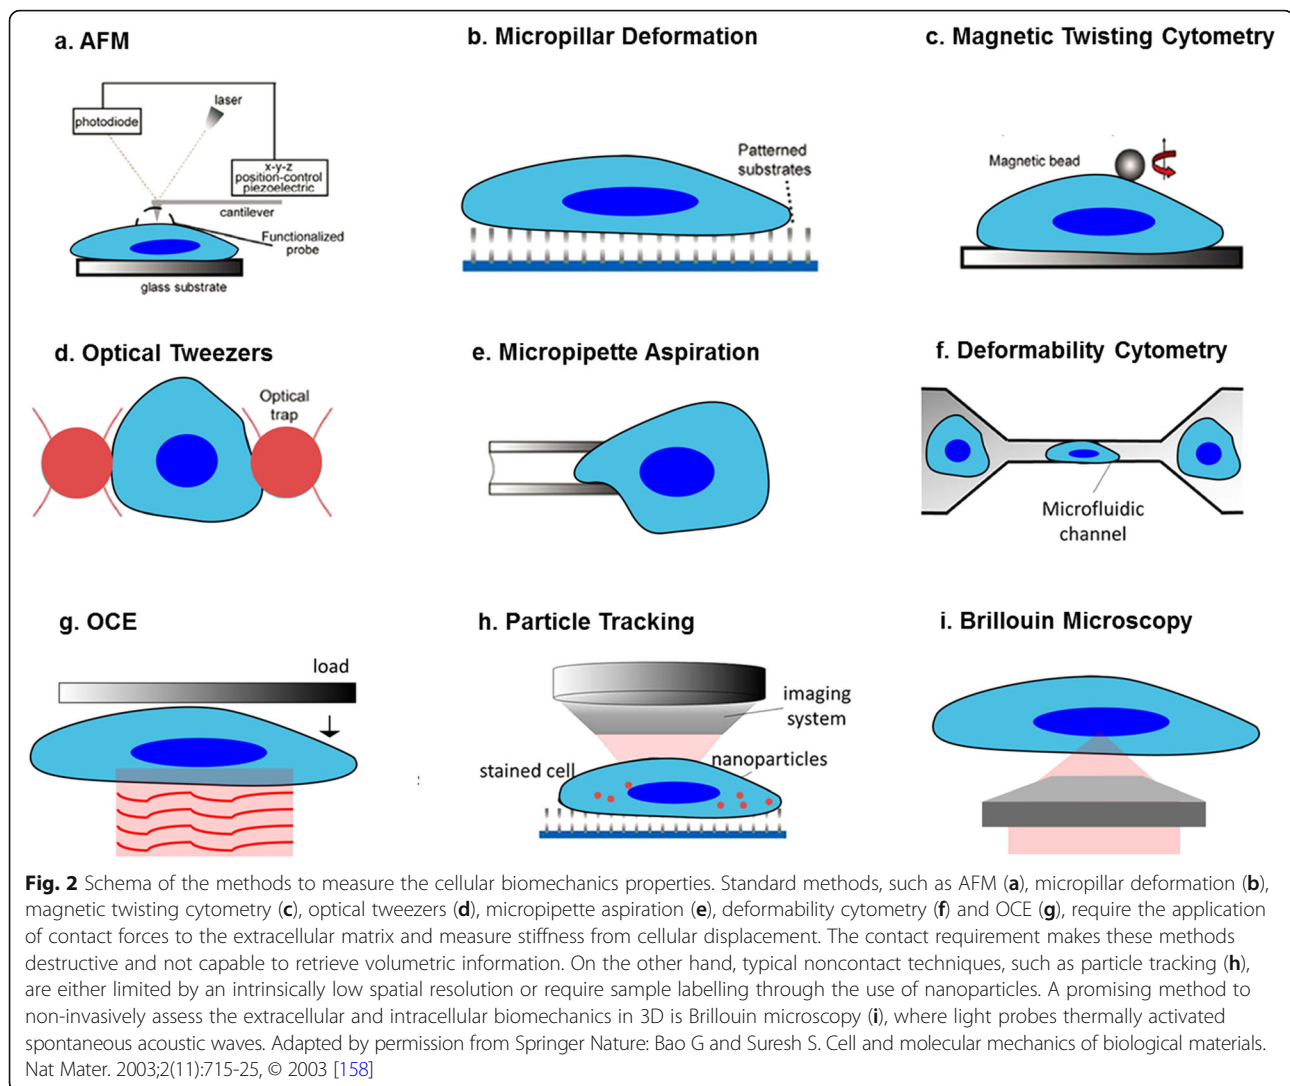 a. AFM
b. Micropillar Deformation
c. Magnetic Twisting Cytometry
laser
photodiode
x-y-z
position-control
piezoelectric
cantilever
Functionalized
probe
glass substrate
Patterned
substrates
Magnetic bead
d. Optical Tweezers
e. Micropipette Aspiration
f. Deformability Cytometry
Optical
trap
Microfluidic
channel
g. OCE
h. Particle Tracking
i. Brillouin Microscopy
load
imaging
system
stained cell
nanoparticles
:
Fig. 2 Schema of the methods to measure the cellular biomechanics properties. Standard methods, such as AFM (a), micropillar deformation (b),
magnetic twisting cytometry (c), optical tweezers (d), micropipette aspiration (e), deformability cytometry (f) and OCE (g), require the application
of contact forces to the extracellular matrix and measure stiffness from cellular displacement. The contact requirement makes these methods
destructive and not capable to retrieve volumetric information. On the other hand, typical noncontact techniques, such as particle tracking (h),
are either limited by an intrinsically low spatial resolution or require sample labelling through the use of nanoparticles. A promising method to
non-invasively assess the extracellular and intracellular biomechanics in 3D is Brillouin microscopy (i), where light probes thermally activated
spontaneous acoustic waves. Adapted by permission from Springer Nature: Bao G and Suresh S. Cell and molecular mechanics of biological materials.
Nat Mater. 2003;2(11):715-25, © 2003 [158]